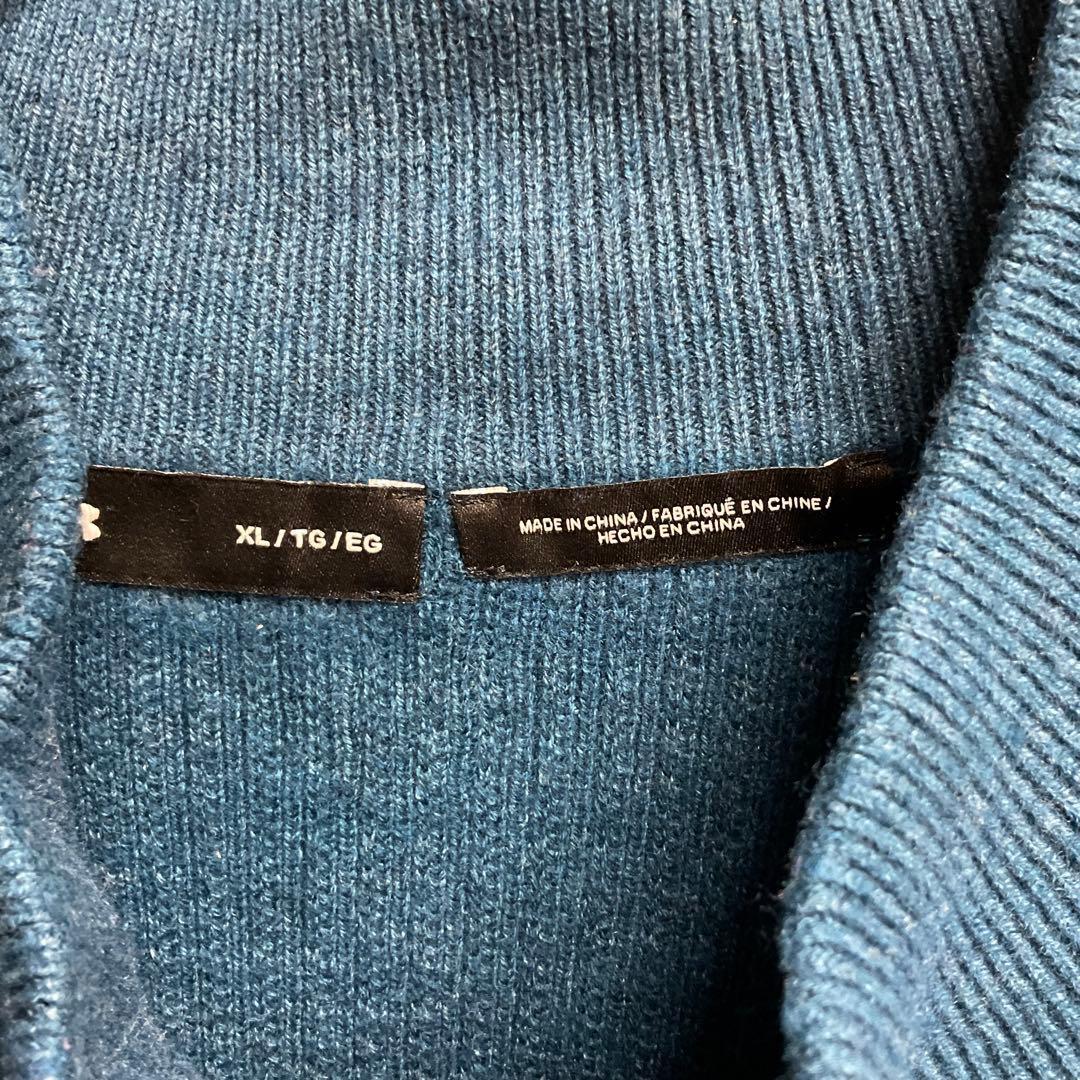 XL/TG/EG
MADE IN CHINA / FABRIQUÉ EN CHINE /
HECHO EN CHINA